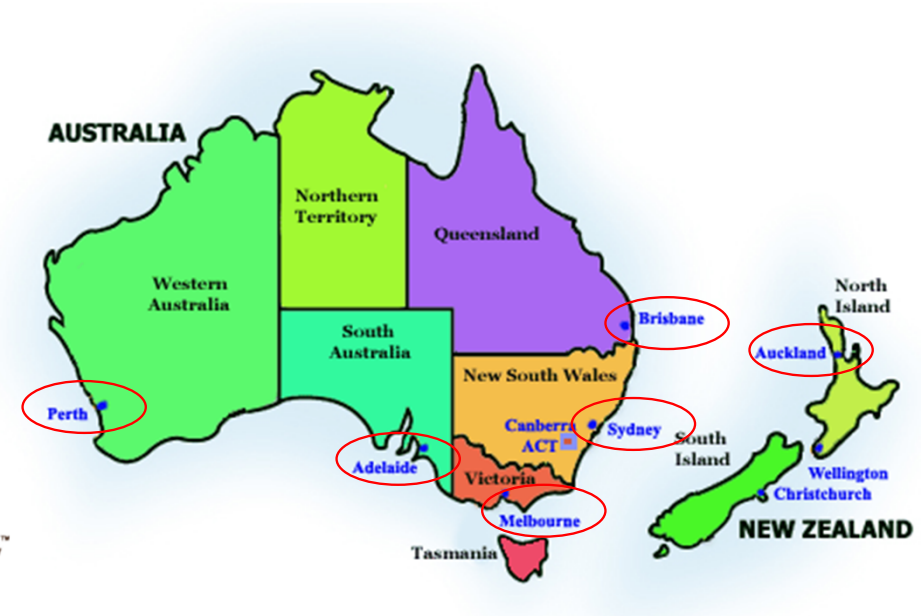 AUSTRALIA
Northern
Territory
Queensland
Western
Australia
North
Island
South
Australia
Brisbane
Auckland
New South Wales
Perth
Canberra
ACT
Sydney
South
Island
Adelaide
Victoria
Wellington
Christchurch
Melbourne
NEW ZEALAND
Tasmania
™